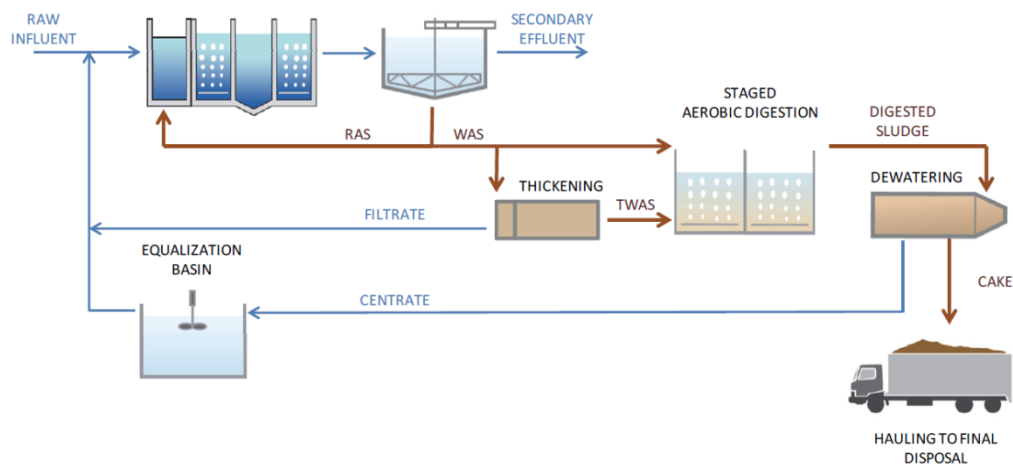 RAW
INFLUENT
SECONDARY
EFFLUENT
STAGED
AEROBIC DIGESTION
DIGESTED
SLUDGE
RAS
WAS
DEWATERING
THICKENING
TWAS
FILTRATE
EQUALIZATION
BASIN
CAKE
CENTRATE
HAULING TO FINAL
DISPOSAL